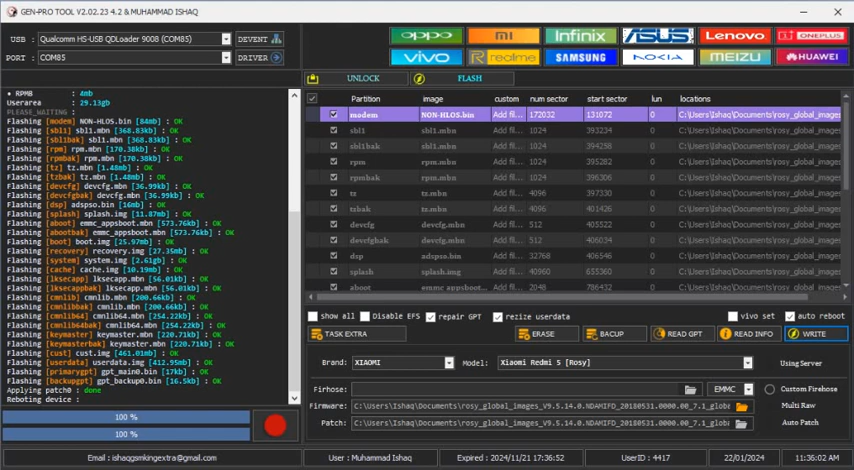 GEN-PRO TOOL V2.02.23 4.2 & MUHAMMAD ISHAQ
USB : Qualcomm HS-USB QDLoader 9008 (COM85) DEVENT
PORT : COM85 DRIVER
oppo mi Infinix ASUS Lenovo ONEPLUS
vivo realme SAMSUNG NOKIA MEIZU HUAWEI
• RPMB : 4mb
Userarea : 29.13gb
PLEASE_WAITING :
Flashing [modem] NON-HLOS.bin [84mb] : OK
Flashing [sbl1] sbl1.mbn [368.83kb] : OK
Flashing [sbl1bak] sbl1.mbn [368.83kb] : OK
Flashing [rpm] rpm.mbn [170.38kb] : OK
Flashing [rpmbak] rpm.mbn [170.38kb] : OK
Flashing [tz] tz.mbn [1.48mb] : OK
Flashing [tzbak] tz.mbn [1.48mb] : OK
Flashing [devcfg] devcfg.mbn [36.99kb] : OK
Flashing [devcfgbak] devcfg.mbn [36.99kb] : OK
Flashing [dsp] adspso.bin [16mb] : OK
Flashing [splash] splash.img [11.87mb] : OK
Flashing [aboot] emmc_appsboot.mbn [573.76kb] : OK
Flashing [abootbak] emmc_appsboot.mbn [573.76kb] : OK
Flashing [boot] boot.img [25.97mb] : OK
Flashing [recovery] recovery.img [27.35mb] : OK
Flashing [system] system.img [2.61gb] : OK
Flashing [cache] cache.img [10.19mb] : OK
Flashing [lksecapp] lksecapp.mbn [56.01kb] : OK
Flashing [lksecappbak] lksecapp.mbn [56.01kb] : OK
Flashing [cmnlib] cmnlib.mbn [200.66kb] : OK
Flashing [cmnlibbak] cmnlib.mbn [200.66kb] : OK
Flashing [cmnlib64] cmnlib64.mbn [254.22kb] : OK
Flashing [cmnlib64bak] cmnlib64.mbn [254.22kb] : OK
Flashing [keymaster] keymaster.mbn [220.71kb] : OK
Flashing [keymasterbak] keymaster.mbn [220.71kb] : OK
Flashing [cust] cust.img [461.01mb] : OK
Flashing [userdata] userdata.img [412.95mb] : OK
Flashing [primarygpt] gpt_main0.bin [17kb] : OK
Flashing [backupgpt] gpt_backup0.bin [16.5kb] : OK
Applying patch0 : done
Reboting device :
100 %
100 %
UNLOCK FLASH
Partition image custom num sector start sector lun locations
modem NON-HLOS.bin Add fil... 172032 131072 0 C:\Users\Ishaq\Documents\rosy_global_images
sbl1 sbl1.mbn Add fil... 1024 393234 0 C:\Users\Ishaq\Documents\rosy_global_images
sbl1bak sbl1.mbn Add fil... 1024 394258 0 C:\Users\Ishaq\Documents\rosy_global_images
rpm rpm.mbn Add fil... 1024 395282 0 C:\Users\Ishaq\Documents\rosy_global_images
rpmbak rpm.mbn Add fil... 1024 396306 0 C:\Users\Ishaq\Documents\rosy_global_images
tz tz.mbn Add fil... 4096 397330 0 C:\Users\Ishaq\Documents\rosy_global_images
tzbak tz.mbn Add fil... 4096 401426 0 C:\Users\Ishaq\Documents\rosy_global_images
devcfg devcfg.mbn Add fil... 512 405522 0 C:\Users\Ishaq\Documents\rosy_global_images
devcfgbak devcfg.mbn Add fil... 512 406034 0 C:\Users\Ishaq\Documents\rosy_global_images
dsp adspso.bin Add fil... 32768 406546 0 C:\Users\Ishaq\Documents\rosy_global_images
splash splash.img Add fil... 40960 655360 0 C:\Users\Ishaq\Documents\rosy_global_images
aboot emmc_appsboot... Add fil... 2048 786432 0 C:\Users\Ishaq\Documents\rosy_global_images
show all Disable EFS repair GPT rezize userdata vivo set auto reboot
TASK EXTRA ERASE BACUP READ GPT READ INFO WRITE
Brand: XIAOMI Model: Xiaomi Redmi 5 [Rosy] Using Server
Firhose: EMMC Custom Firehose
Firmware: C:\Users\Ishaq\Documents\rosy_global_images_V9.5.14.0.NDAMIFD_20180531.0000.00_7.1_global Multi Raw
Patch: C:\Users\Ishaq\Documents\rosy_global_images_V9.5.14.0.NDAMIFD_20180531.0000.00_7.1_global Auto Patch
Email : ishaqgsmkingextra@gmail.com User : Muhammad Ishaq Expired : 2024/11/21 17:36:52 UserID : 4417 22/01/2024 11:36:02 AM